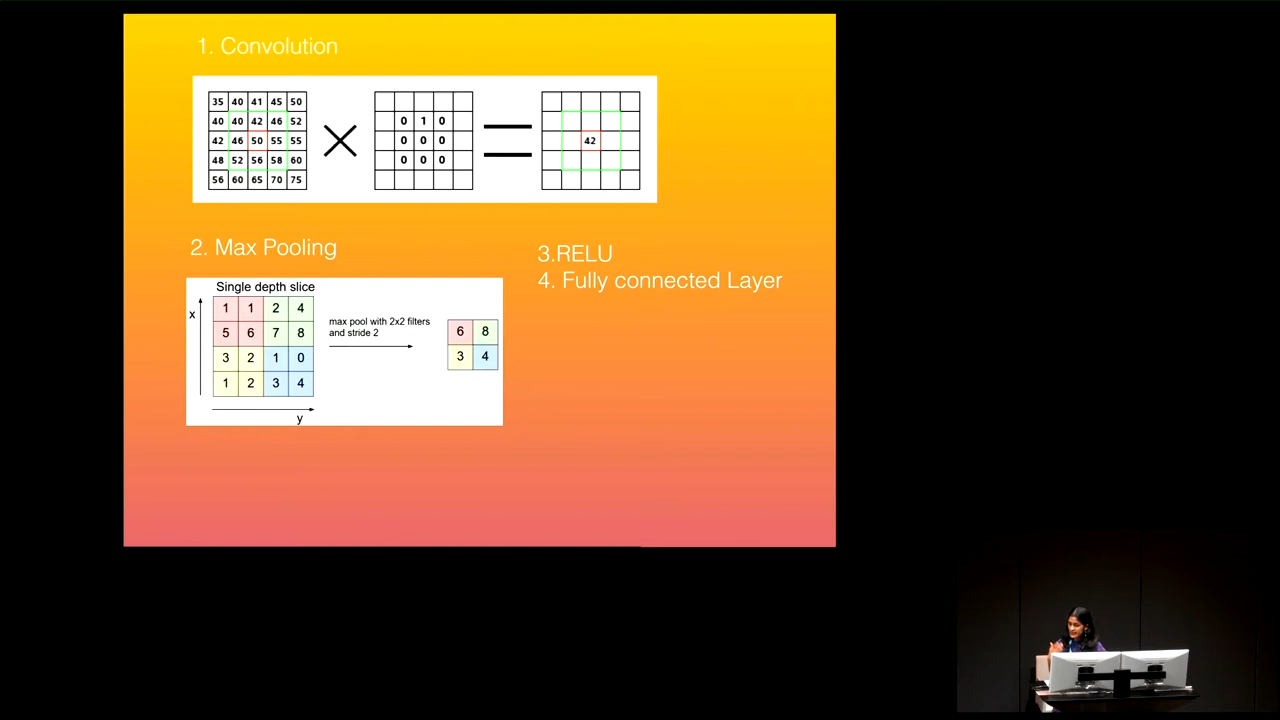 1. Convolution
35 40 41 45 50
40 40 42 46 52
42 46 50 55 55
48 52 56 58 60
56 60 65 70 75
0 1 0
0 0 0
0 0 0
42
2. Max Pooling
Single depth slice
x
1 1 2 4
5 6 7 8
3 2 1 0
1 2 3 4
y
max pool with 2x2 filters
and stride 2
6 8
3 4
3.RELU
4. Fully connected Layer